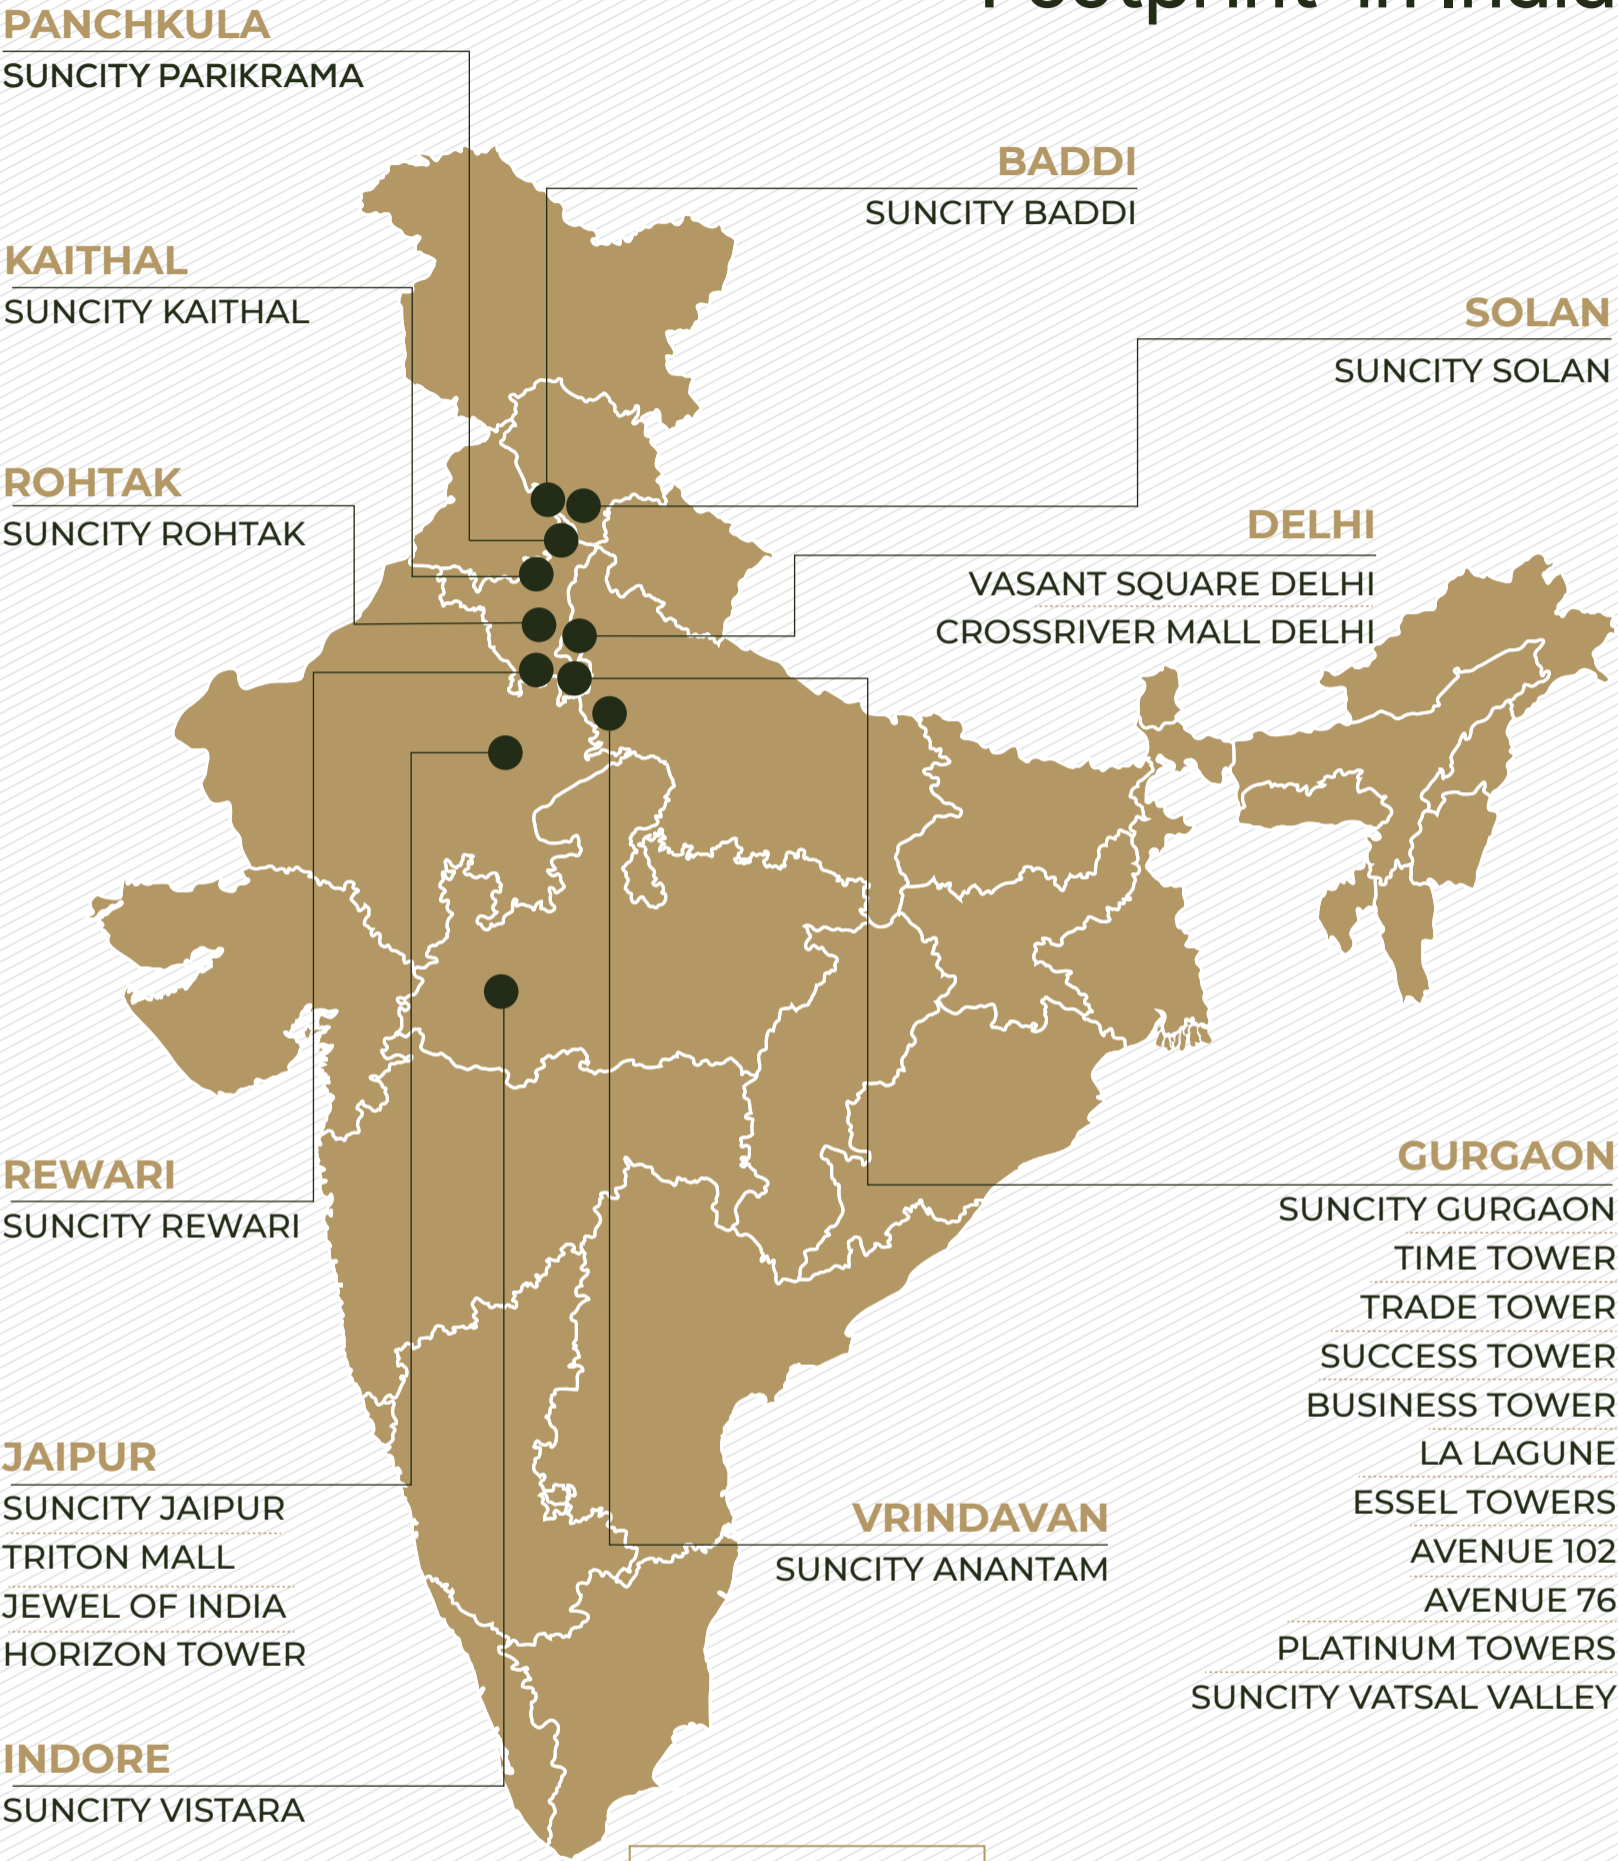 Footprint in India
PANCHKULA
SUNCITY PARIKRAMA
BADDI
SUNCITY BADDI
KAITHAL
SUNCITY KAITHAL
SOLAN
SUNCITY SOLAN
ROHTAK
SUNCITY ROHTAK
DELHI
VASANT SQUARE DELHI
CROSSRIVER MALL DELHI
REWARI
SUNCITY REWARI
GURGAON
SUNCITY GURGAON
TIME TOWER
TRADE TOWER
SUCCESS TOWER
BUSINESS TOWER
LA LAGUNE
ESSEL TOWERS
AVENUE 102
AVENUE 76
PLATINUM TOWERS
SUNCITY VATSAL VALLEY
JAIPUR
SUNCITY JAIPUR
TRITON MALL
JEWEL OF INDIA
HORIZON TOWER
VRINDAVAN
SUNCITY ANANTAM
INDORE
SUNCITY VISTARA